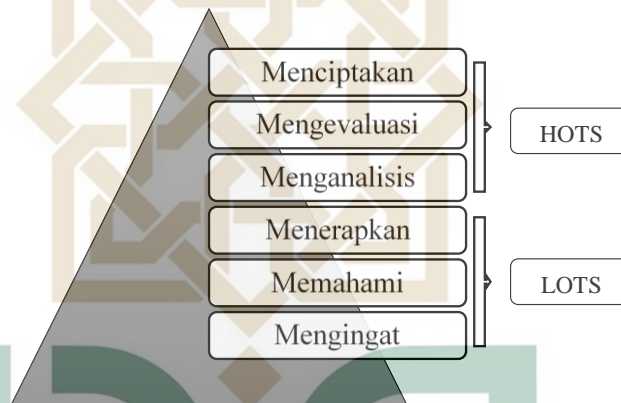 Menciptakan
Mengevaluasi
HOTS
Menganalisis
Menerapkan
Memahami
LOTS
Mengingat